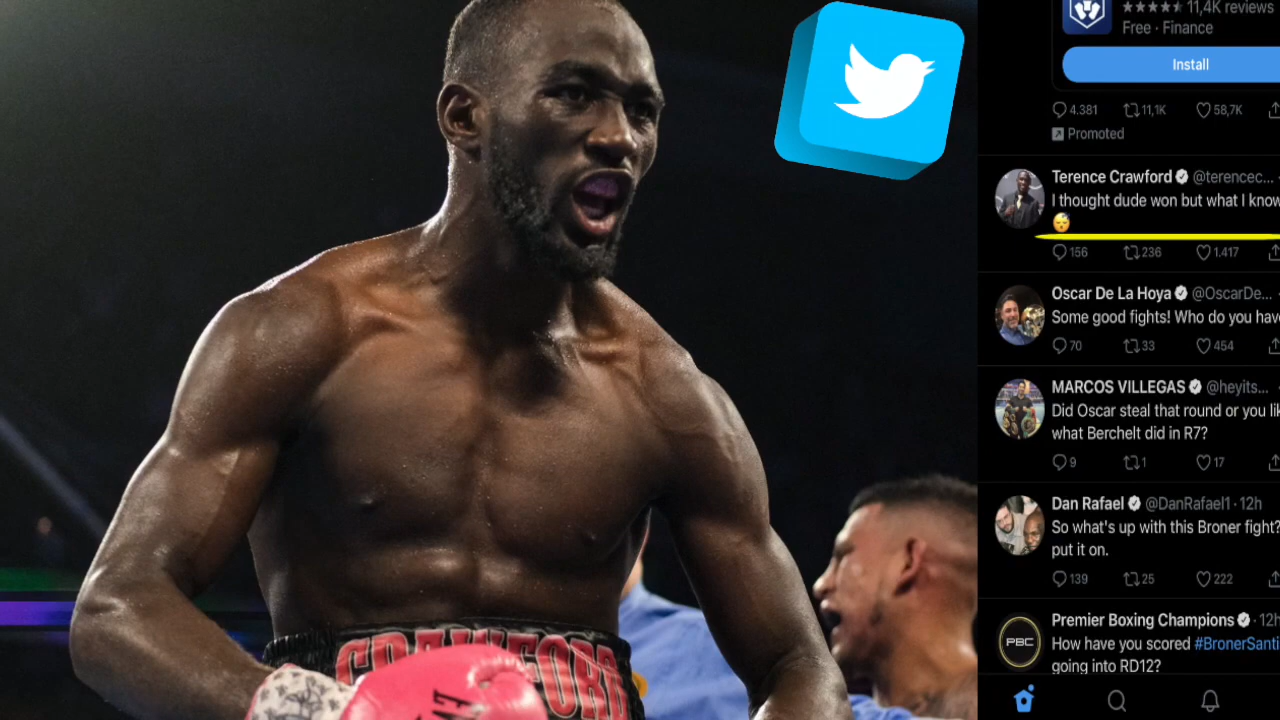 11,4K reviews
Free · Finance
Install
4.381 11,1K 58,7K
Promoted
Terence Crawford @terencec...
I thought dude won but what I know
😴
156 236 1.417
Oscar De La Hoya @OscarDe...
Some good fights! Who do you have
70 33 454
MARCOS VILLEGAS @heyits...
Did Oscar steal that round or you li
what Berchelt did in R7?
9 1 17
Dan Rafael @DanRafael1 · 12h
So what's up with this Broner fight?
put it on.
139 25 222
Premier Boxing Champions · 12h
PBC
How have you scored #BronerSanti
going into RD12?
CRAWFORD